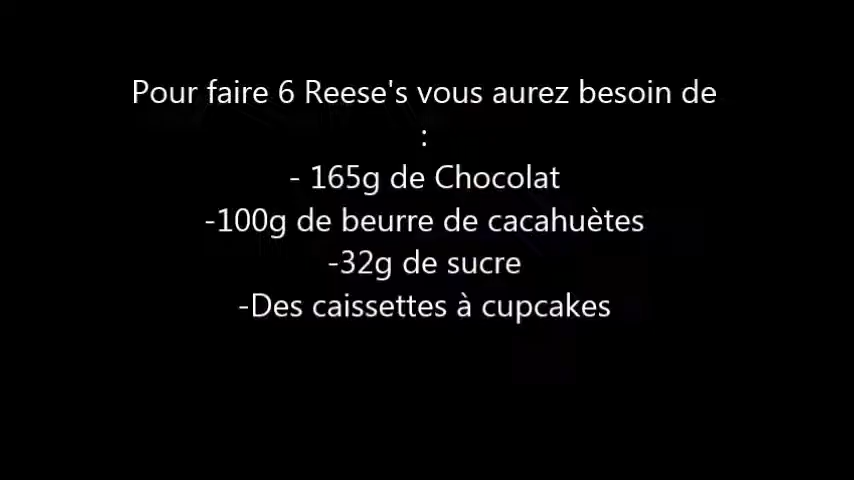 Pour faire 6 Reese's vous aurez besoin de
:
- 165g de Chocolat
-100g de beurre de cacahuètes
-32g de sucre
-Des caissettes à cupcakes